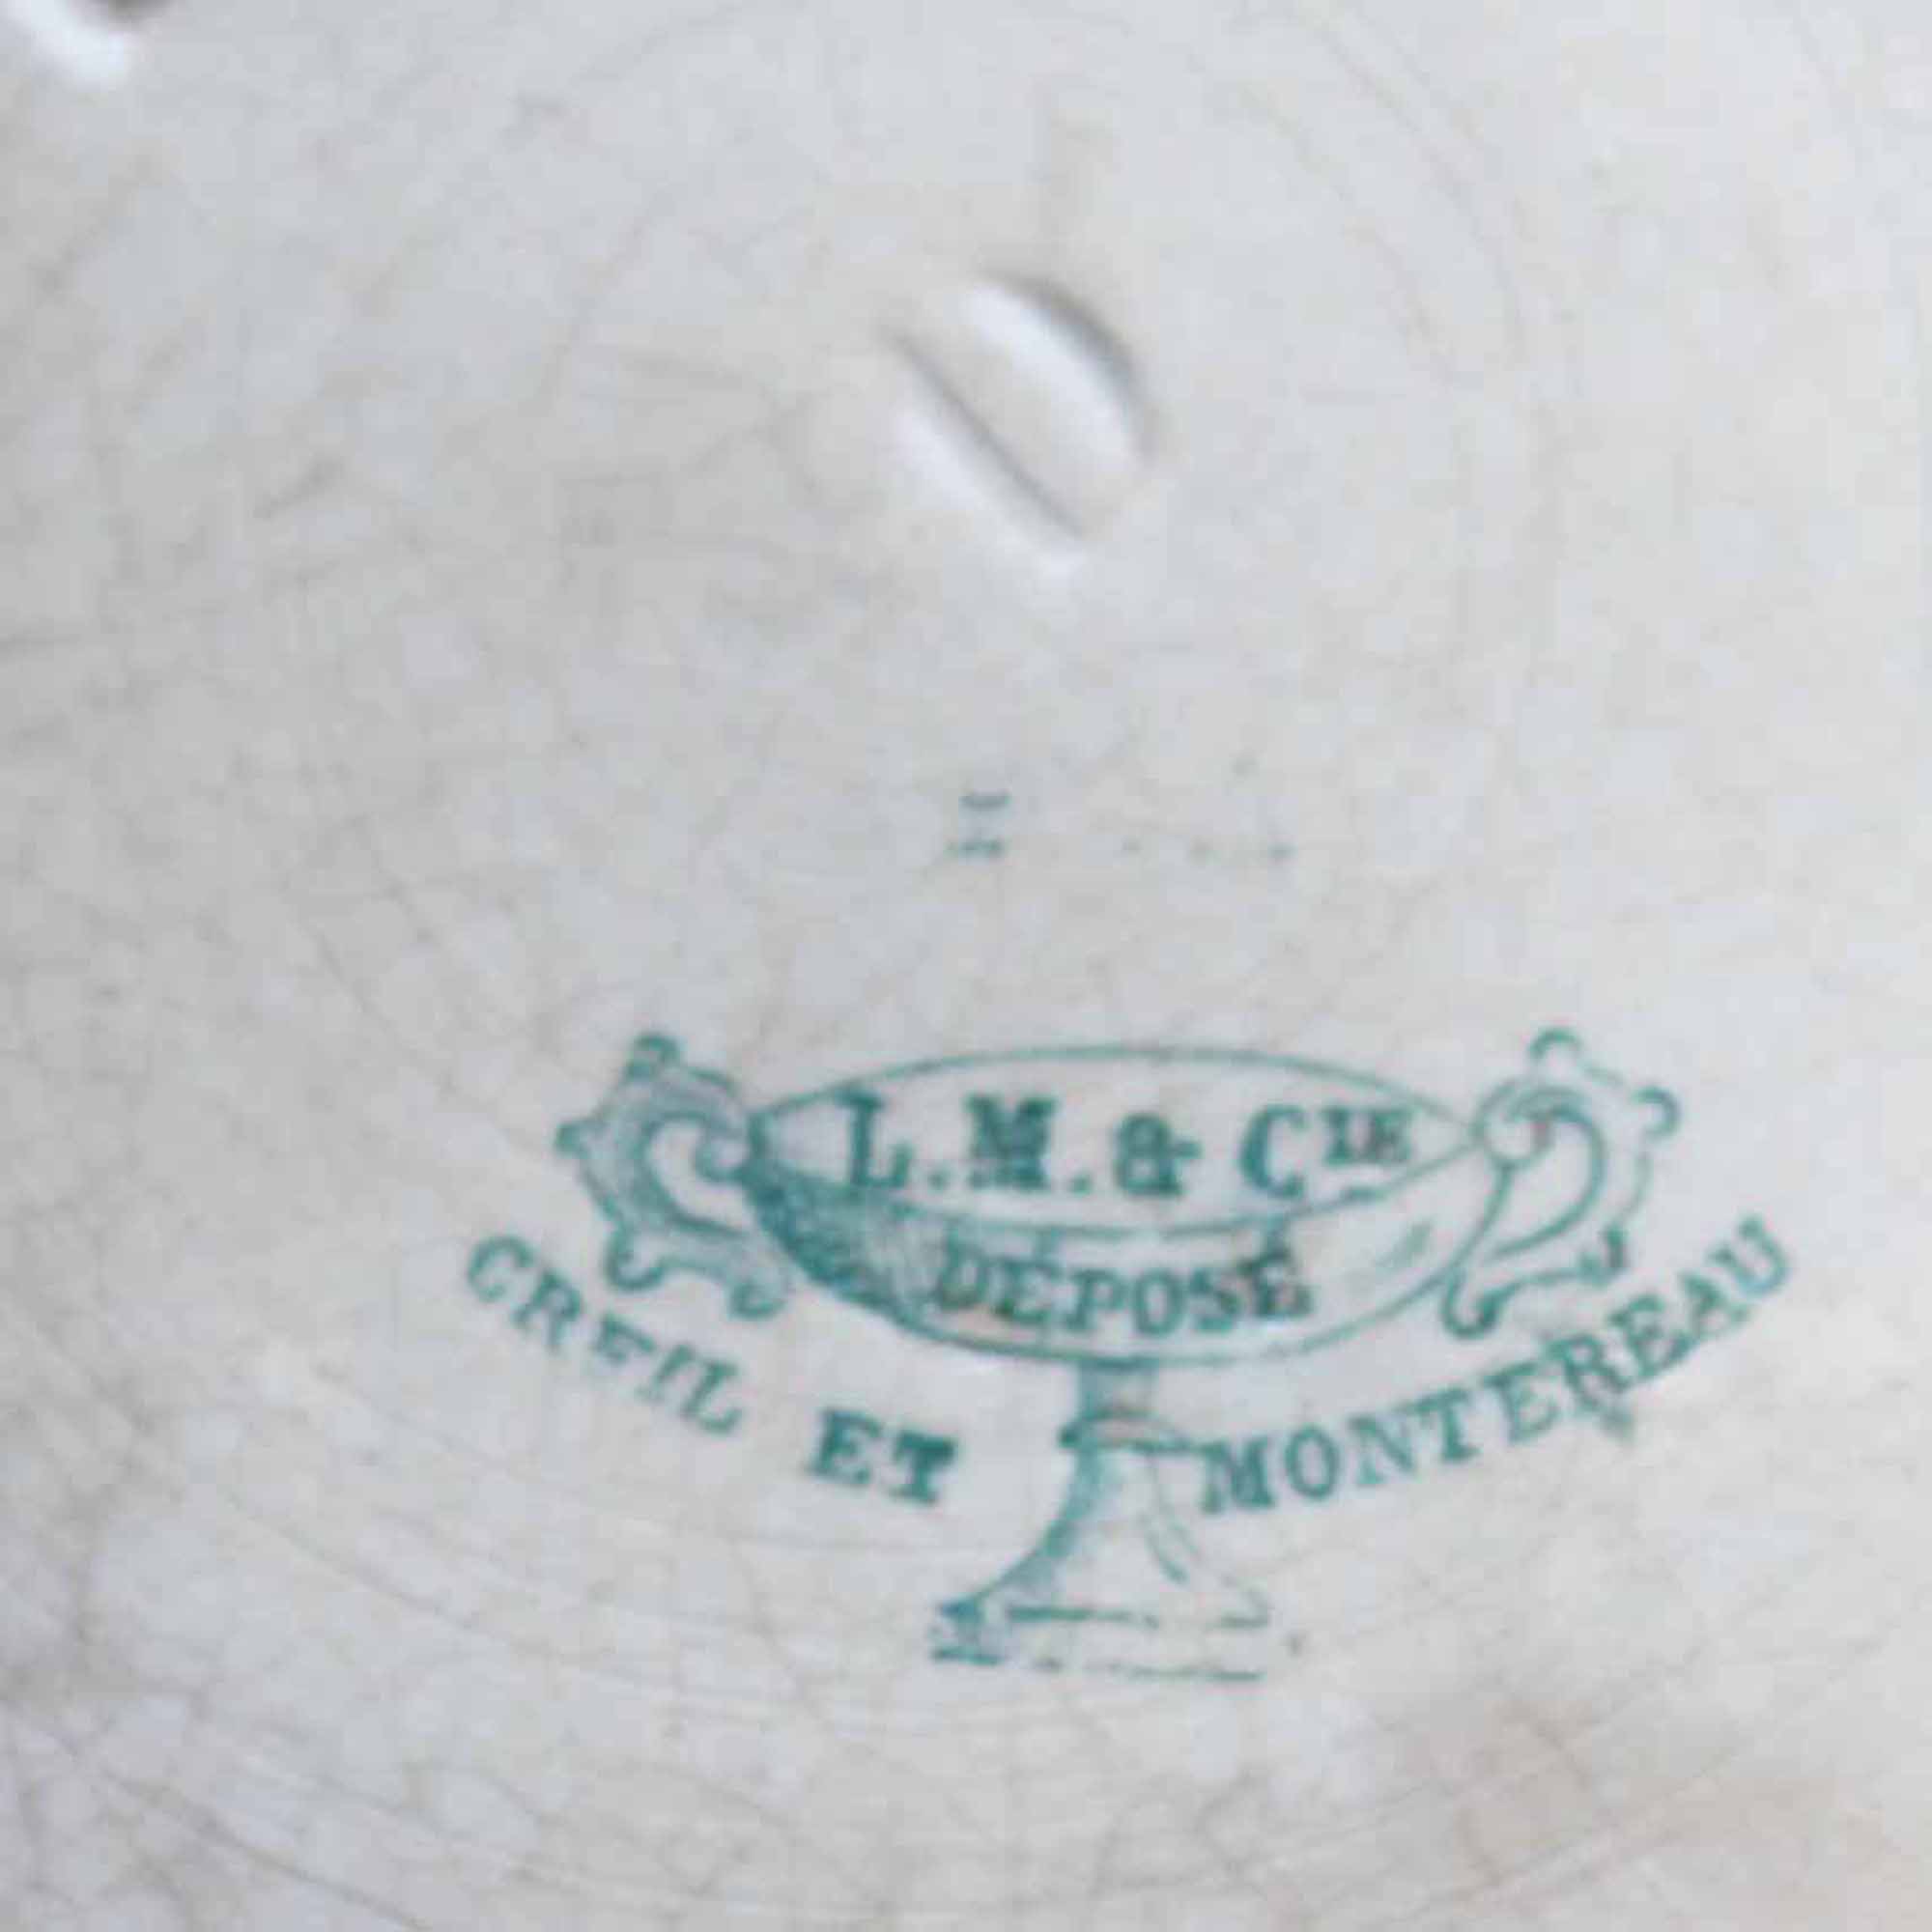 L.M.& CIE
DÉPOSÉ
CREIL ET MONTEREAU